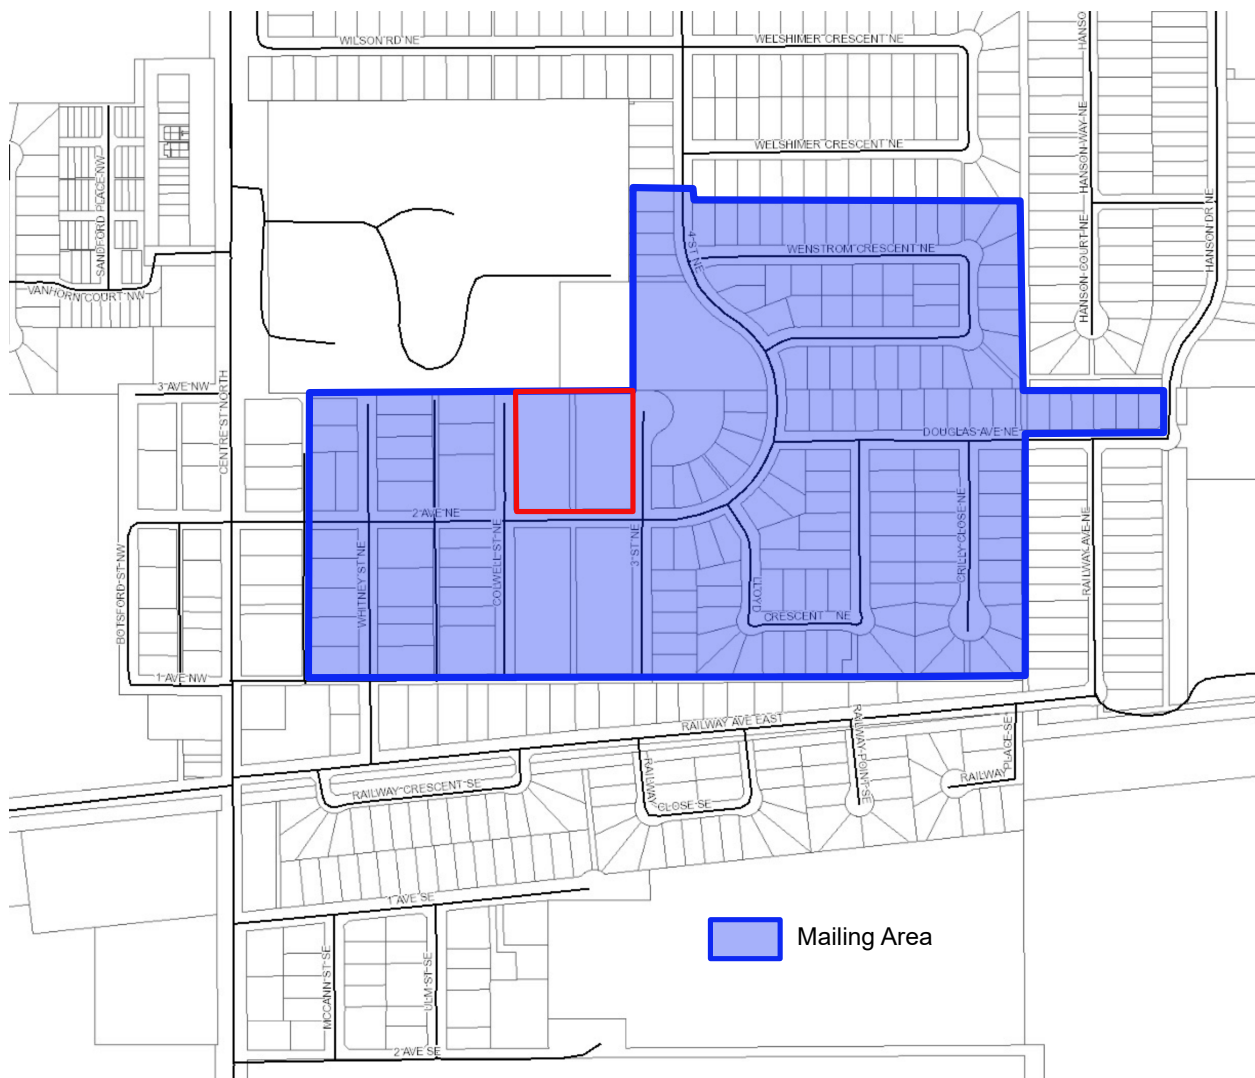 WILSON RD NE
WELSHIMER CRESCENT NE
HANSON
WELSHIMER CRESCENT NE
HANSON WAY NE
SANDFORD PLACE NW
HANSON DR NE
4 ST NE
WENSTROM CRESCENT NE
HANSON COURT NE
VANHORN COURT NW
3 AVE NW
CENTRE ST NORTH
DOUGLAS AVE NE
2 AVE NE
COLWELL ST NE
3 ST NE
WHITNEY ST NE
CRILLY CLOSE NE
RAILWAY AVE NE
BOTSFORD ST NW
LLOYD
CRESCENT NE
1 AVE NW
RAILWAY AVE EAST
RAILWAY POINT SE
RAILWAY
PLACE SE
RAILWAY CRESCENT SE
RAILWAY
CLOSE SE
1 AVE SE
Mailing Area
MCCANN ST SE
ULM ST SE
2 AVE SE